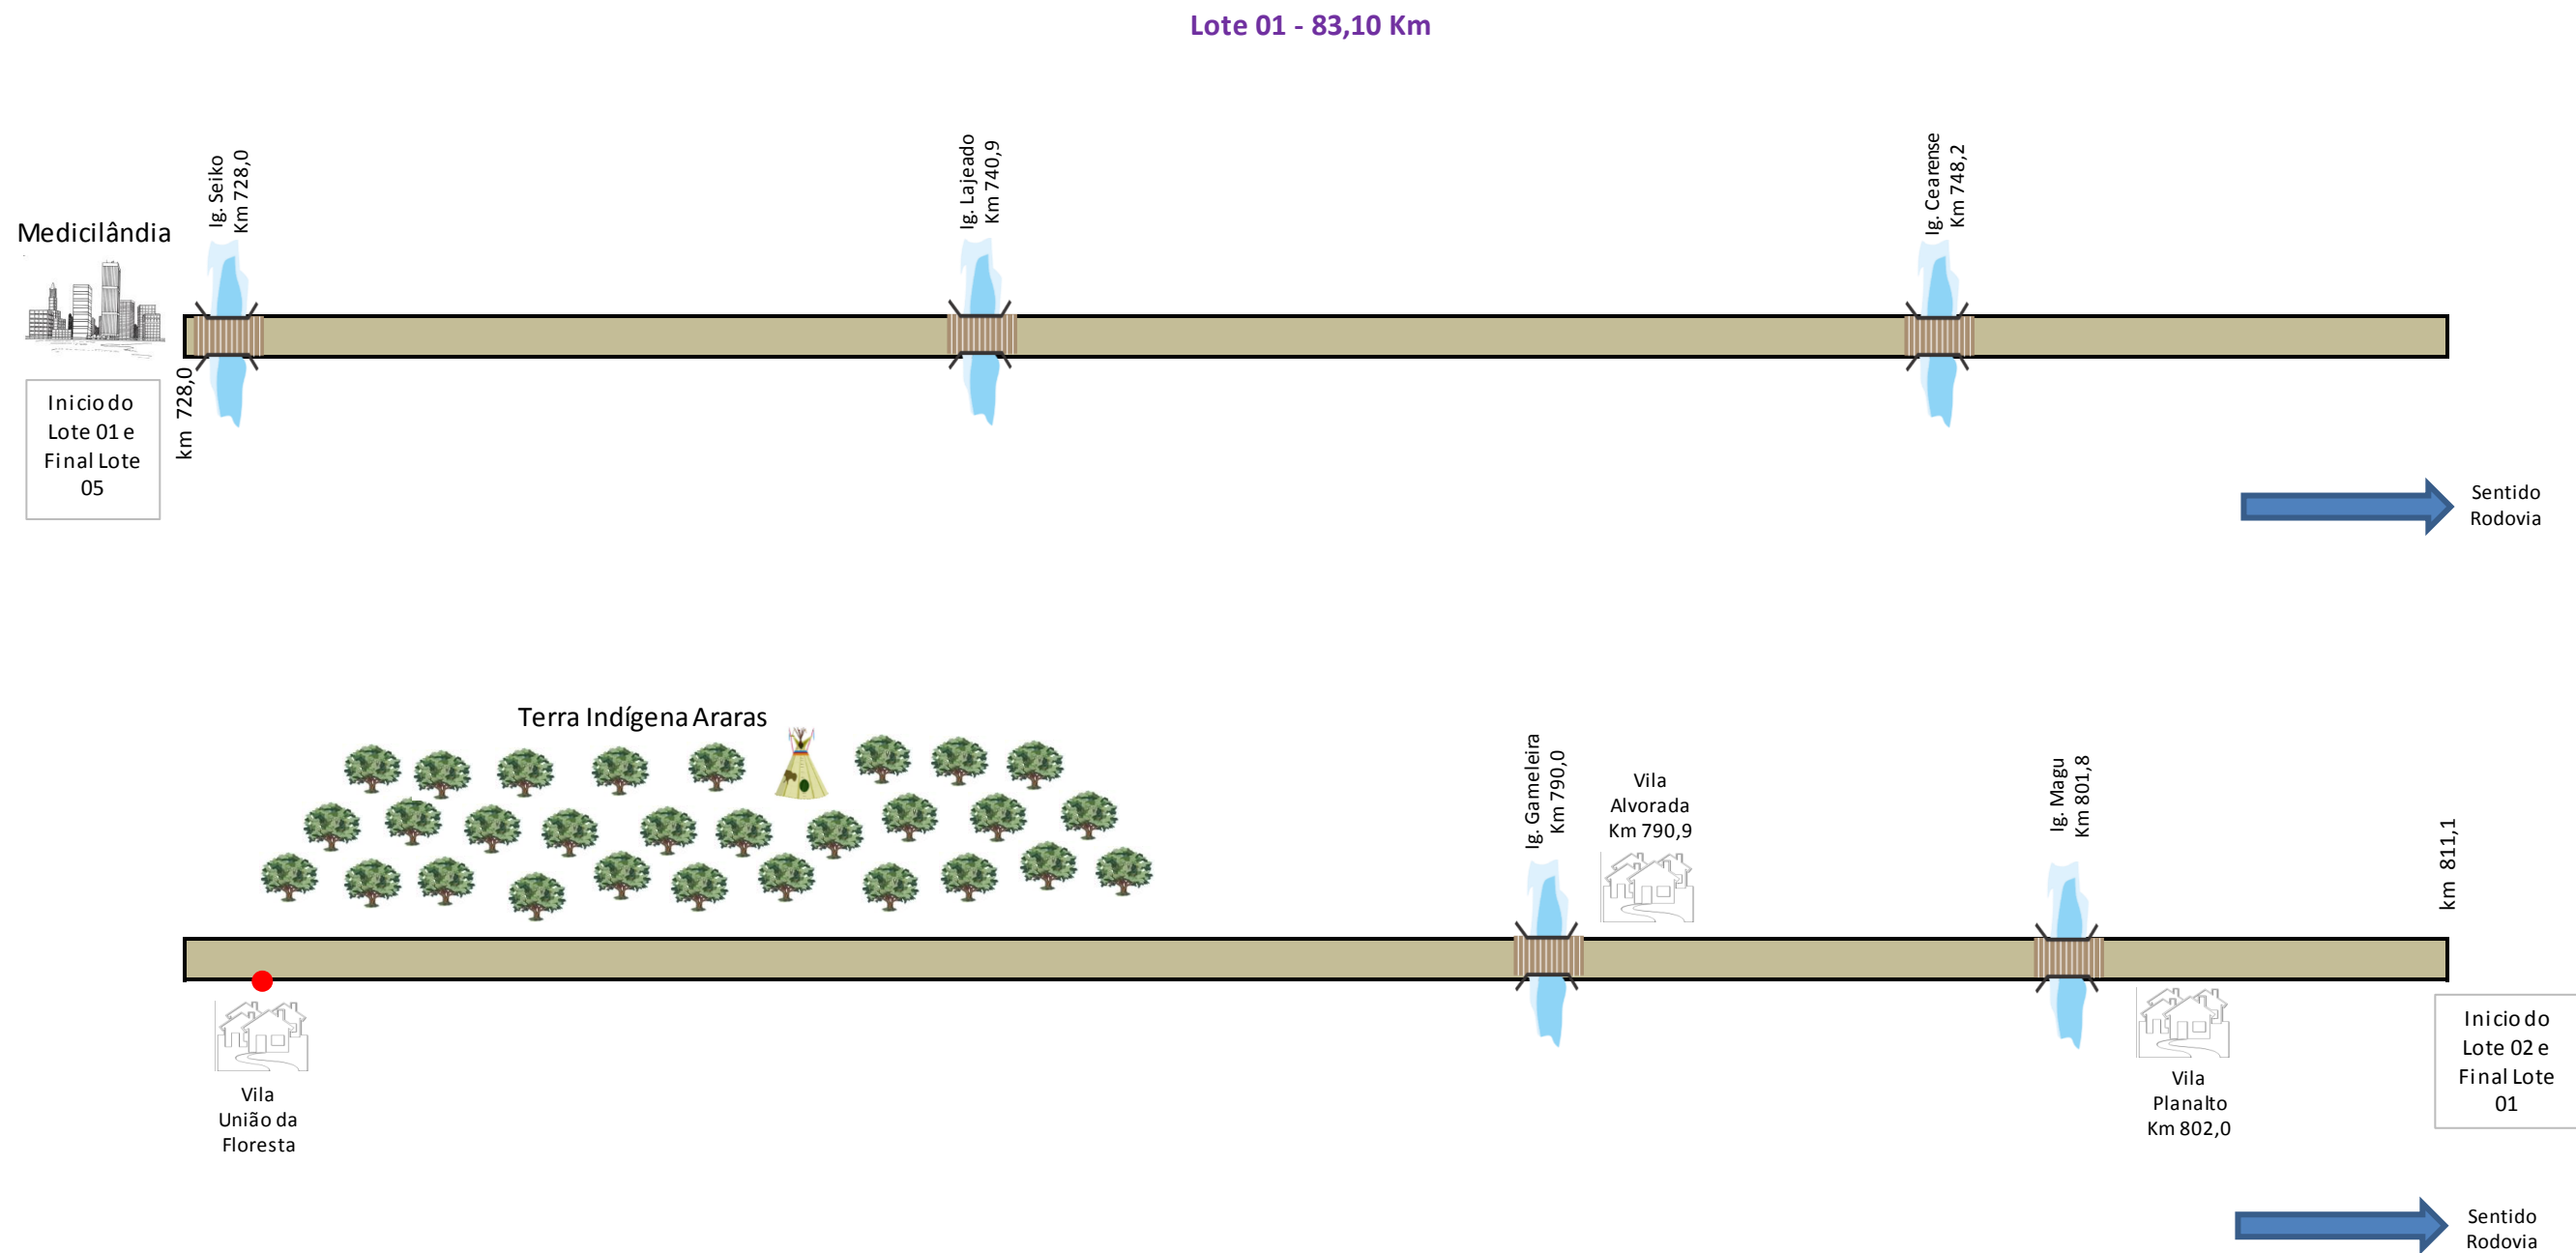 Lote 01 - 83,10 Km
Ig. Seiko
Km 728,0
Ig. Lajeado
Km 740,9
Ig. Cearense
Km 748,2
Medicilândia
km 728,0
Inicio do
Lote 01 e
Final Lote
05
Sentido
Rodovia
Terra Indígena Araras
Ig. Gameleira
Km 790,0
Vila
Alvorada
Km 790,9
Ig. Magu
Km 801,8
km 811,1
Vila
União da
Floresta
Vila
Planalto
Km 802,0
Inicio do
Lote 02 e
Final Lote
01
Sentido
Rodovia